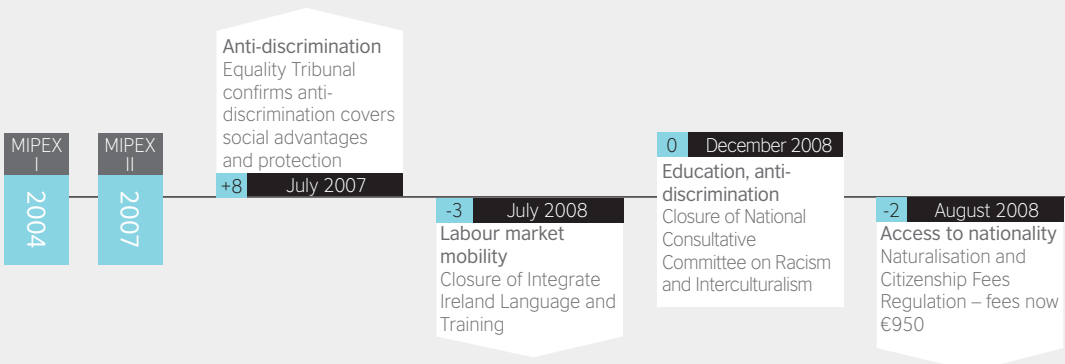 MIPEX
I
2004
MIPEX
II
2007
Anti-discrimination
Equality Tribunal
confirms anti-
discrimination covers
social advantages
and protection
+8 July 2007
-3 July 2008
Labour market
mobility
Closure of Integrate
Ireland Language and
Training
0 December 2008
Education, anti-
discrimination
Closure of National
Consultative
Committee on Racism
and Interculturalism
-2 August 2008
Access to nationality
Naturalisation and
Citizenship Fees
Regulation – fees now
€950